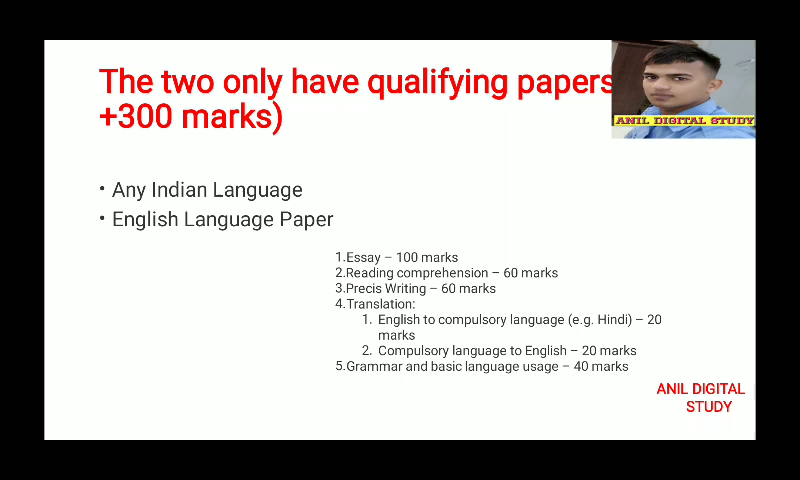 The two only have qualifying papers
+300 marks)
ANIL DIGITAL STUDY
• Any Indian Language
• English Language Paper
1.Essay – 100 marks
2.Reading comprehension – 60 marks
3.Precis Writing – 60 marks
4.Translation:
1. English to compulsory language (e.g. Hindi) – 20
marks
2. Compulsory language to English – 20 marks
5.Grammar and basic language usage – 40 marks
ANIL DIGITAL
STUDY